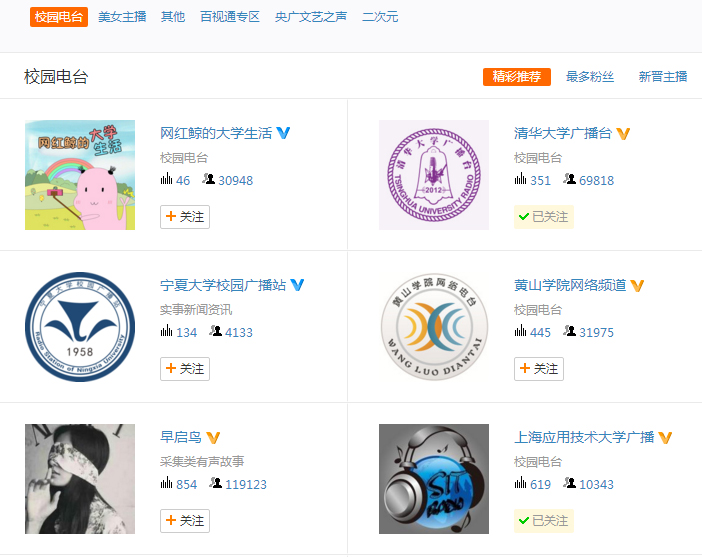 校园电台 美女主播 其他 百视通专区 央广文艺之声 二次元
校园电台 精彩推荐 最多粉丝 新晋主播
网红鲸的大学生活
网红鲸的大学
生活
校园电台
46 30948
+ 关注
清华大学广播台
清华大学广播台
2012
TSINGHUA UNIVERSITY RADIO
校园电台
351 69818
已关注
宁夏大学校园广播站
宁夏大学校园广播站
1958
Radio Station of Ningxia University
实事新闻资讯
134 4133
+ 关注
黄山学院网络频道
黄山学院网络电台
WANG LUO DIANTAI
校园电台
445 31975
+ 关注
早启鸟
采集类有声故事
854 119123
+ 关注
上海应用技术大学广播
SIT
RADIO
校园电台
619 10343
已关注